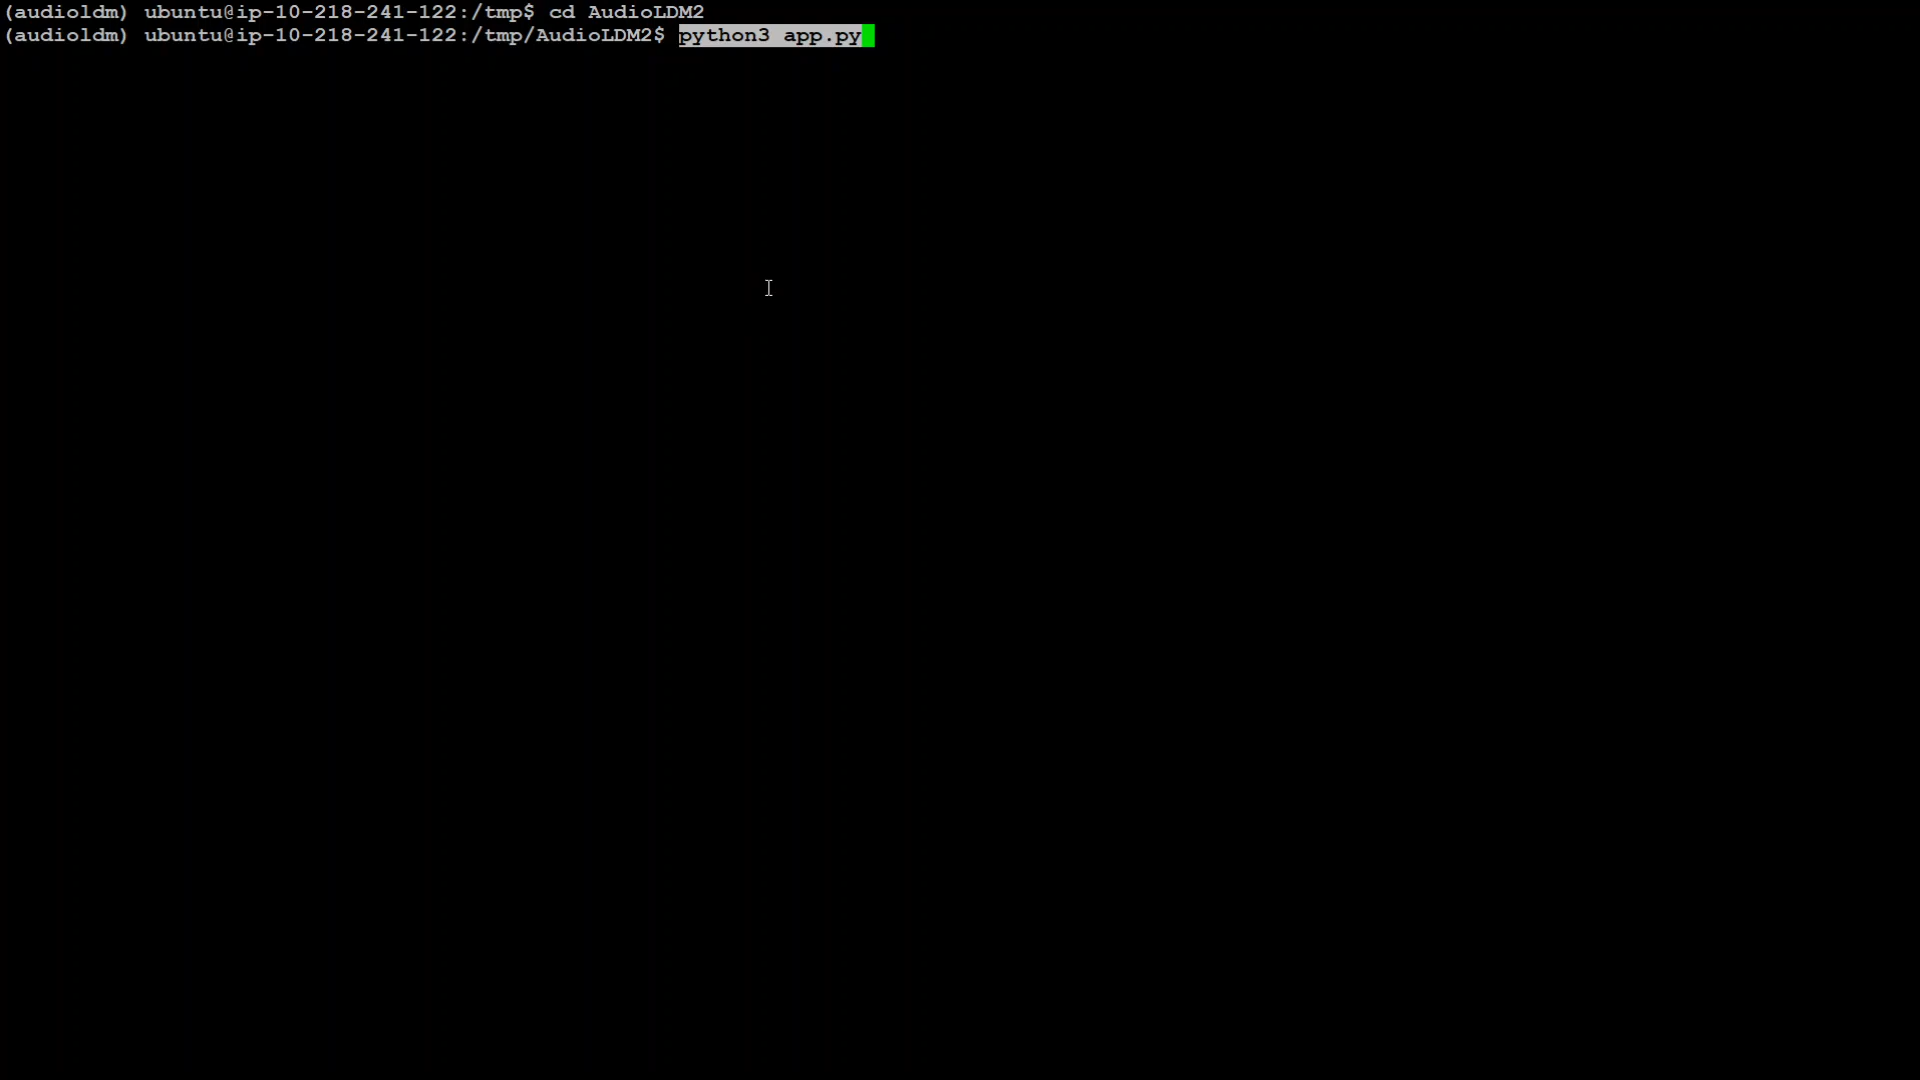 (audioldm) ubuntu@ip-10-218-241-122:/tmp$ cd AudioLDM2
(audioldm) ubuntu@ip-10-218-241-122:/tmp/AudioLDM2$ python3 app.py